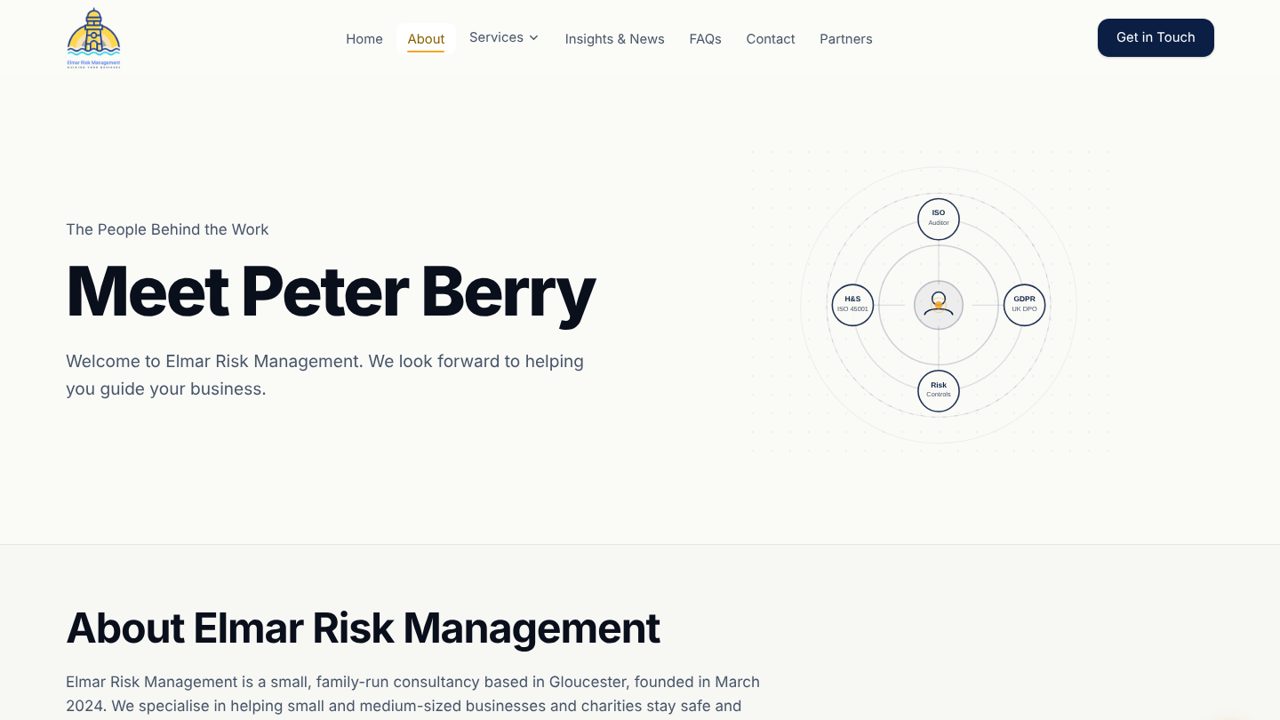 Elmar Risk Management
Home
About
Services
Insights & News
FAQs
Contact
Partners
Get in Touch
The People Behind the Work
Meet Peter Berry
Welcome to Elmar Risk Management. We look forward to helping
you guide your business.
ISO
Auditor
H&S
ISO 45001
GDPR
UK DPO
Risk
Controls
About Elmar Risk Management
Elmar Risk Management is a small, family-run consultancy based in Gloucester, founded in March
2024. We specialise in helping small and medium-sized businesses and charities stay safe and